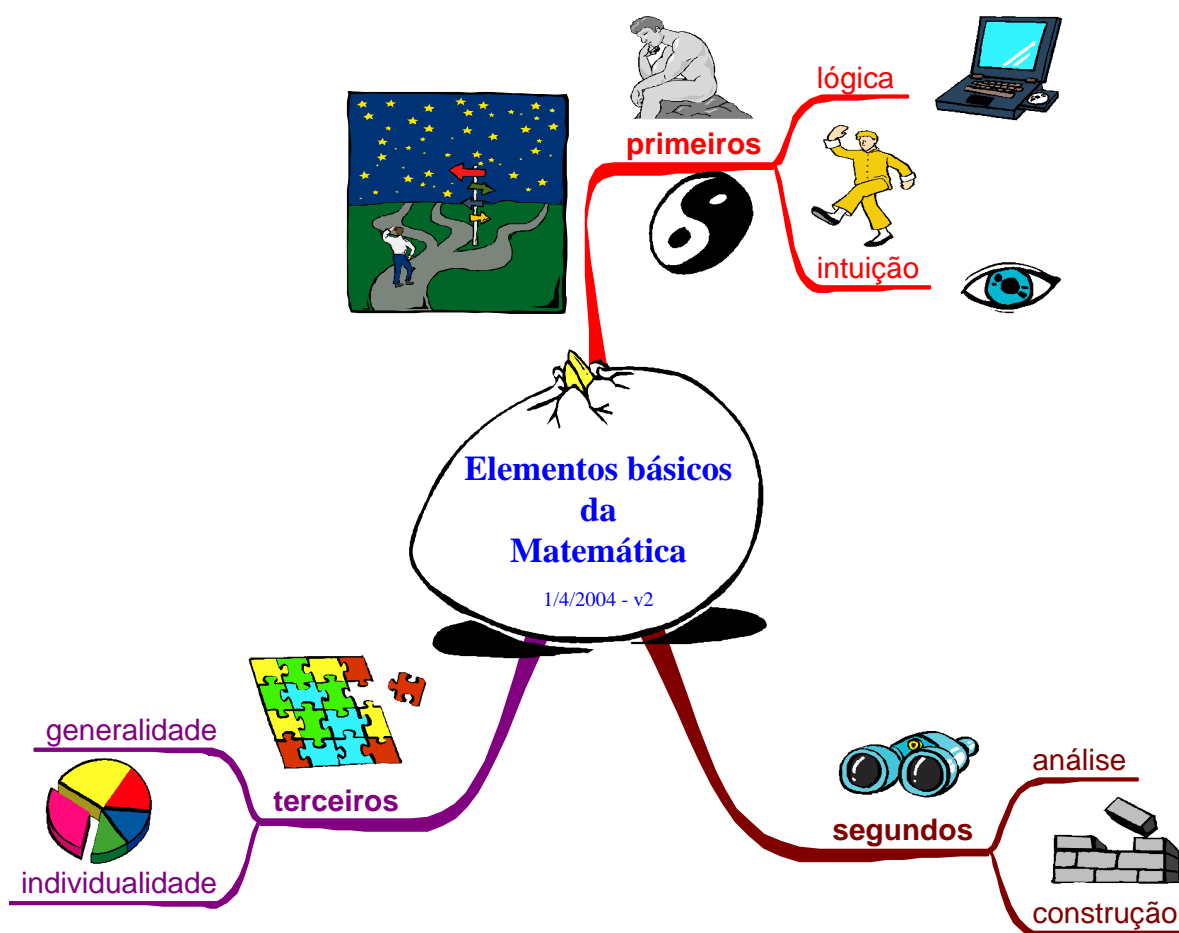 lógica
primeiros
intuição
Elementos básicos
da
Matemática
1/4/2004 - v2
generalidade
terceiros
individualidade
análise
segundos
construção